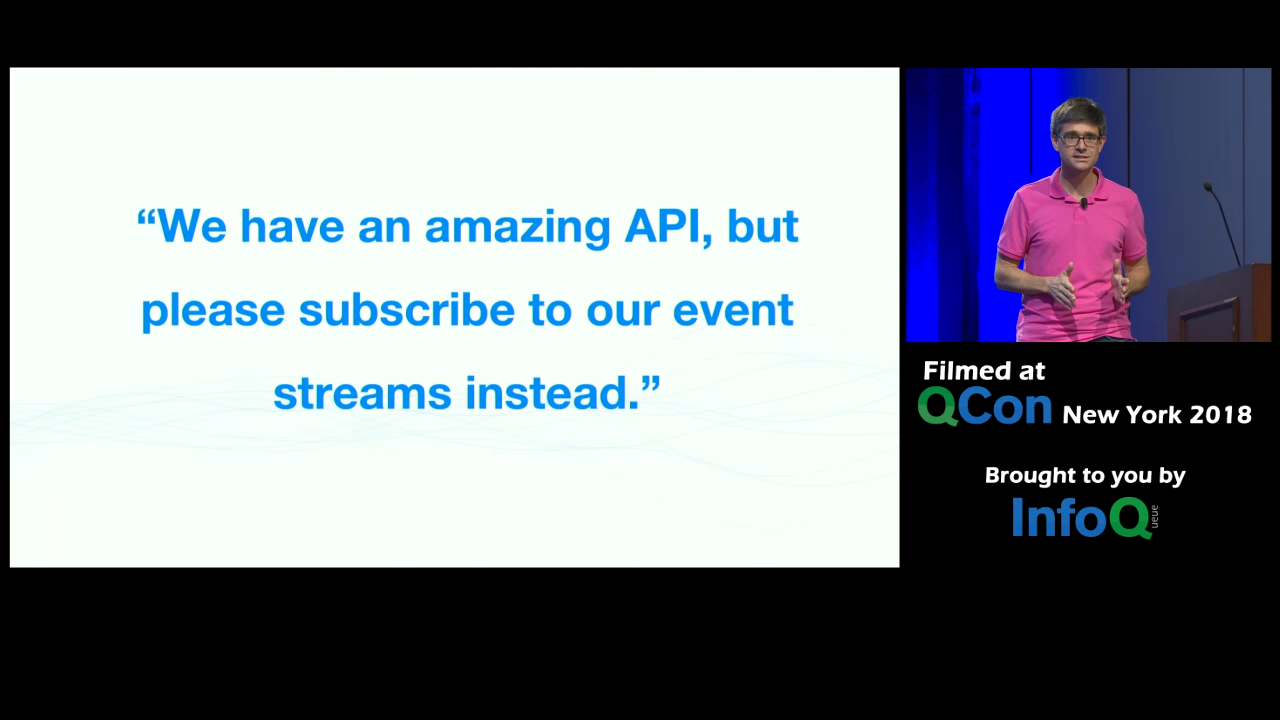 “We have an amazing API, but
please subscribe to our event
streams instead.”
Filmed at
QCon New York 2018
Brought to you by
InfoQueue